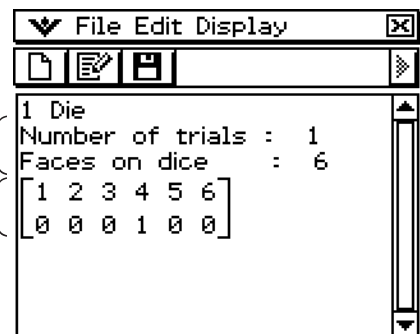 File Edit Display
1 Die
Number of trials : 1
Faces on dice : 6
1 2 3 4 5 6
0 0 0 1 0 0